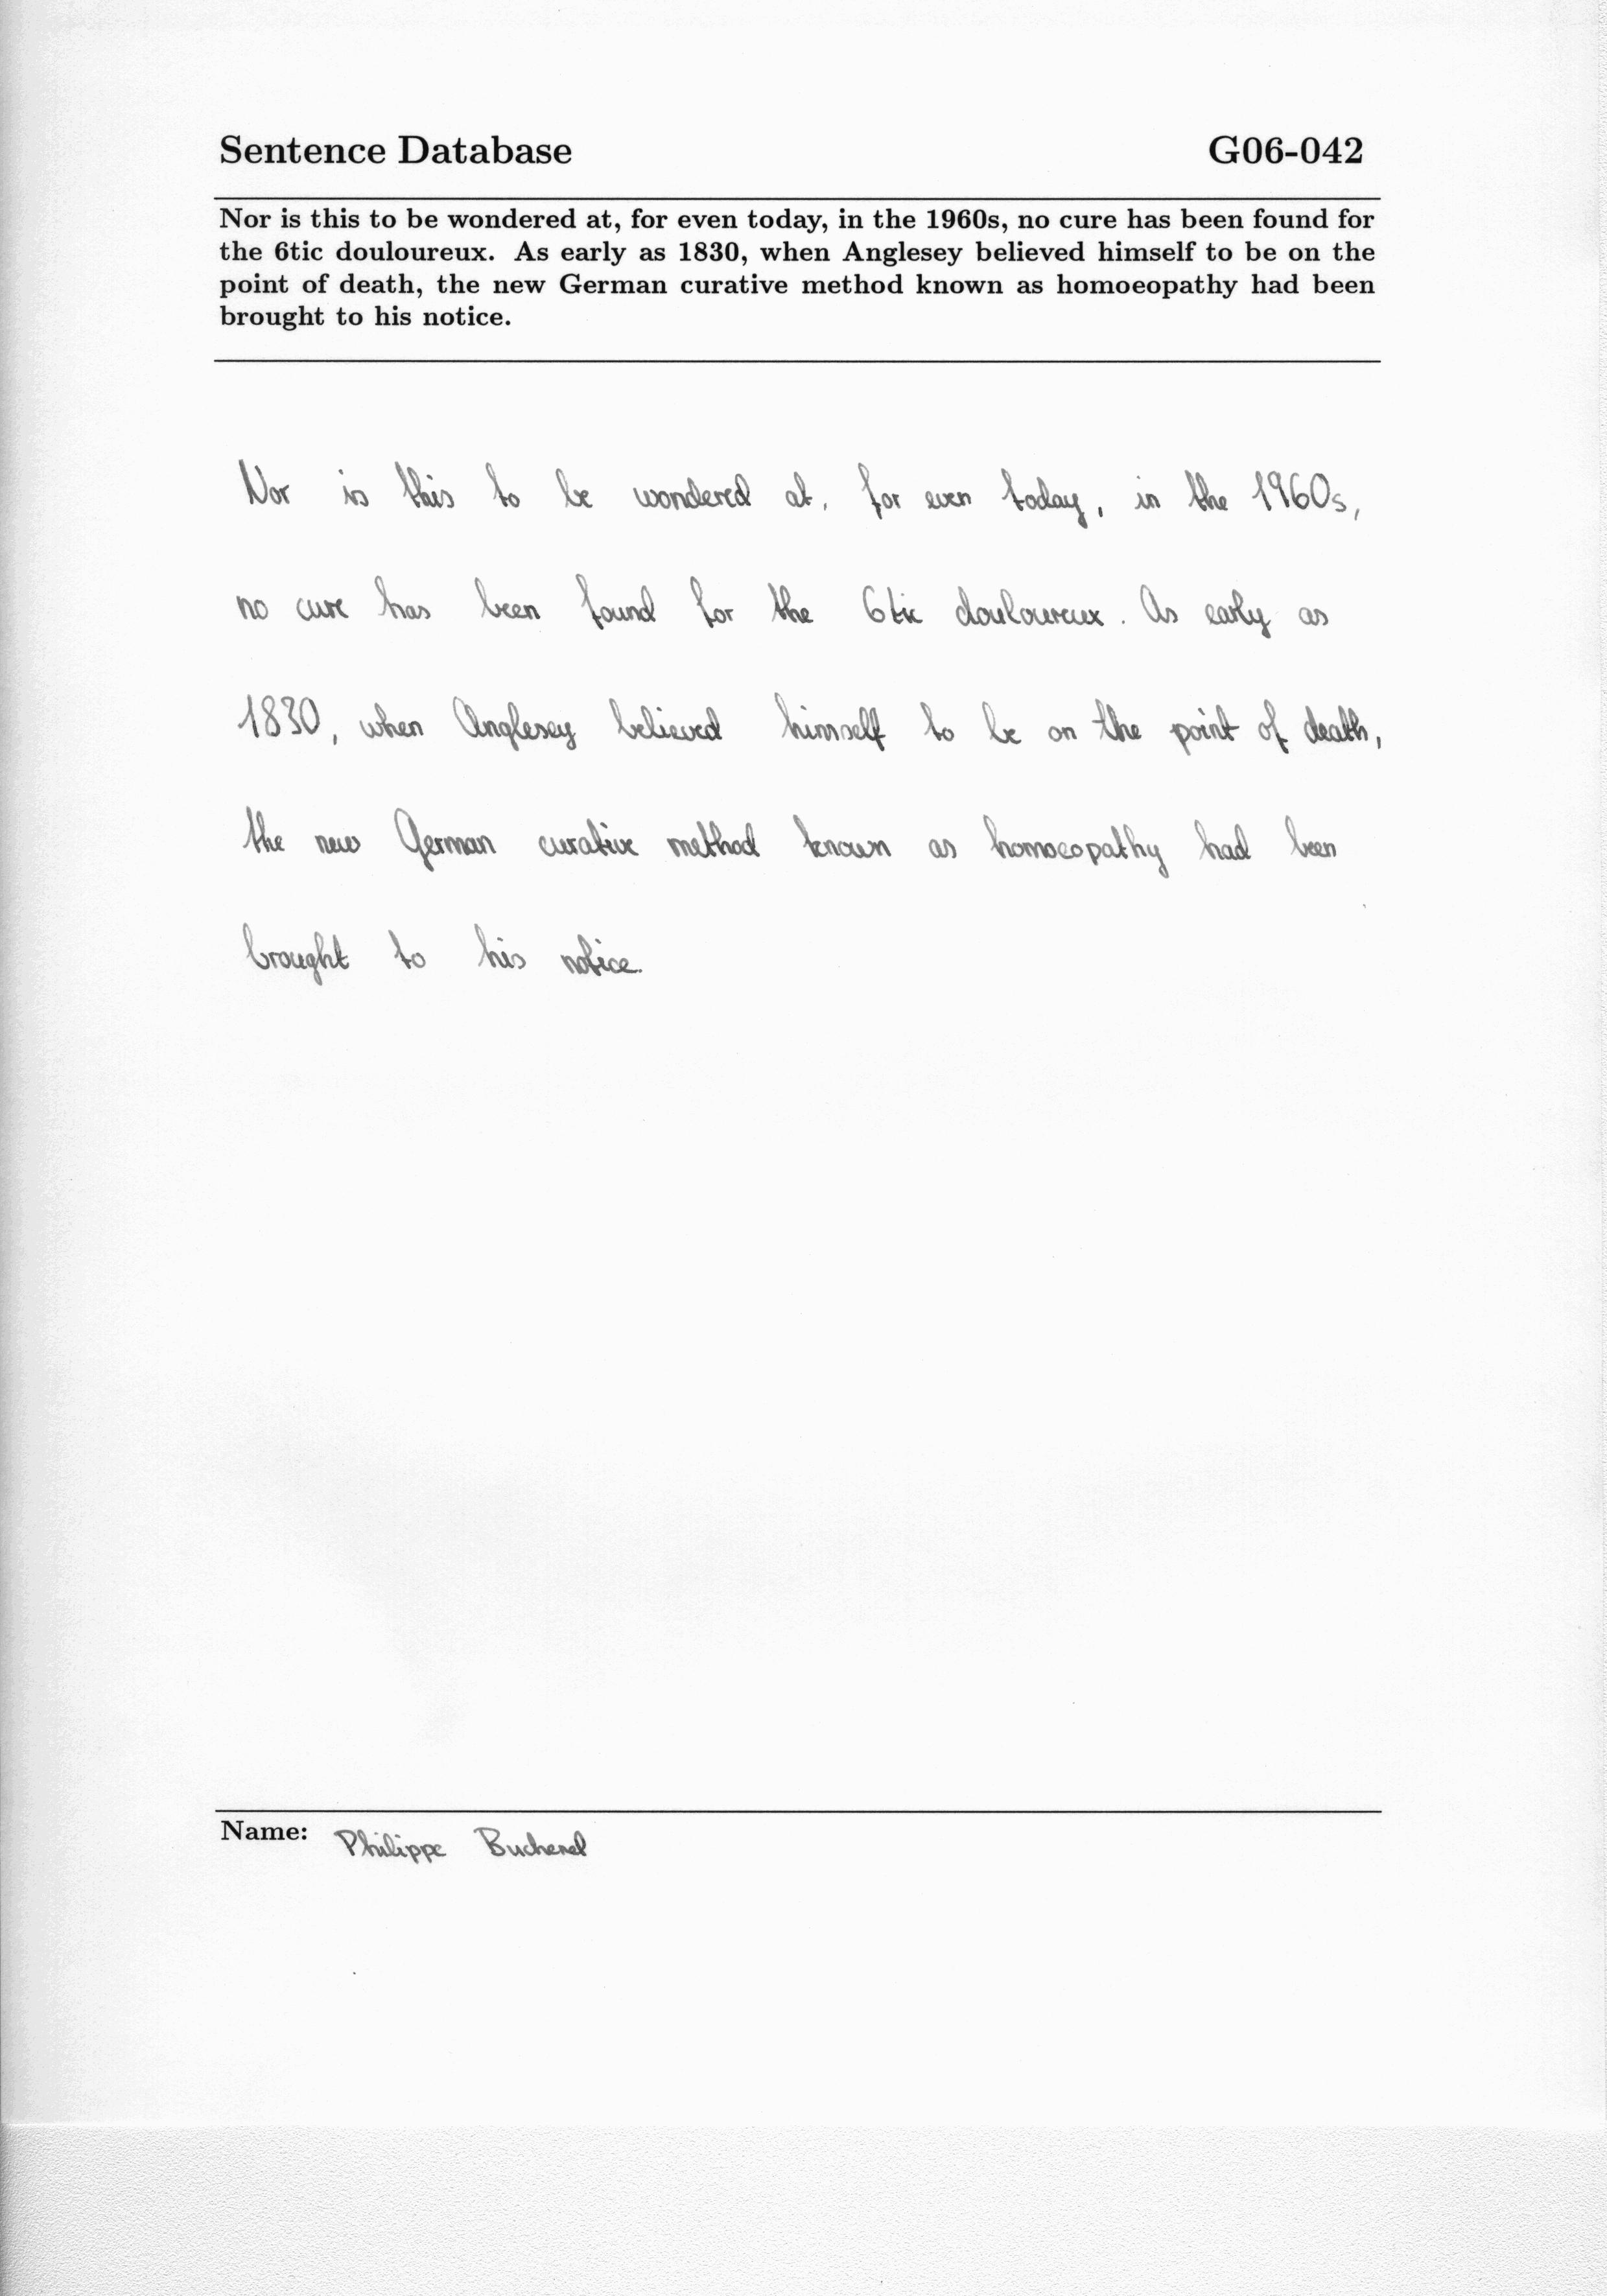 Sentence Database G06-042
Nor is this to be wondered at, for even today, in the 1960s, no cure has been found for
the 6tic douloureux. As early as 1830, when Anglesey believed himself to be on the
point of death, the new German curative method known as homoeopathy had been
brought to his notice.
Nor is this to be wondered at, for even today, in the 1960s,
no cure has been found for the 6tic douloureux. As early as
1830, when Anglesey believed himself to be on the point of death,
the new German curative method known as homoeopathy had been
brought to his notice.
Name: Philippe Bucherel